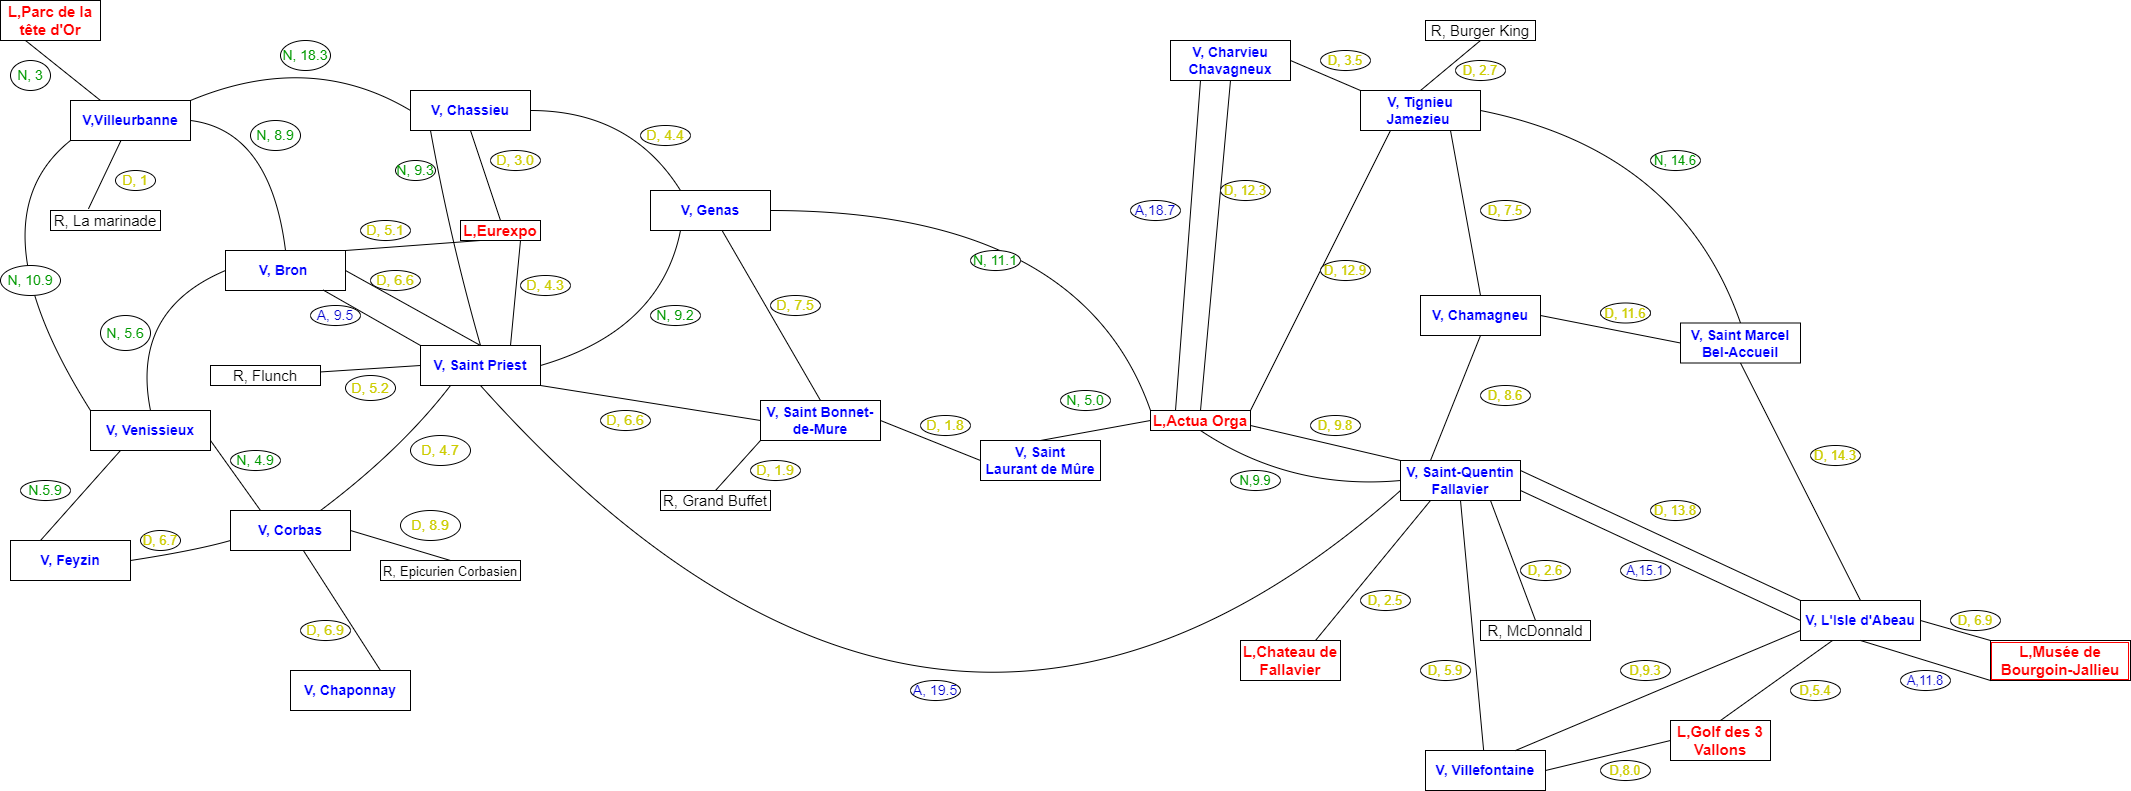 L,Parc de la
tête d'Or
R, Burger King
N, 18.3
V, Charvieu
Chavagneux
D, 3.5
D, 2.7
N, 3
V,Villeurbanne
V, Chassieu
V, Tignieu
Jamezieu
N, 8.9
D, 4.4
D, 3.0
N, 9.3
N, 14.6
D, 1
D, 12.3
R, La marinade
D, 5.1
L,Eurexpo
V, Genas
A,18.7
D, 7.5
N, 11.1
N, 10.9
V, Bron
D, 6.6
D, 4.3
D, 12.9
D, 7.5
A, 9.5
N, 9.2
V, Chamagneu
D, 11.6
N, 5.6
V, Saint Marcel
Bel-Accueil
V, Saint Priest
R, Flunch
D, 5.2
D, 8.6
N, 5.0
V, Saint Bonnet-
de-Mure
D, 6.6
D, 1.8
L,Actua Orga
D, 9.8
V, Venissieux
D, 4.7
N, 4.9
V, Saint
Laurant de Mûre
D, 14.3
D, 1.9
N.5.9
N,9.9
V, Saint-Quentin
Fallavier
R, Grand Buffet
D, 13.8
V, Corbas
D, 8.9
D, 6.7
V, Feyzin
R, Epicurien Corbasien
D, 2.6
A,15.1
D, 2.5
D, 6.9
R, McDonnald
V, L'Isle d'Abeau
D, 6.9
L,Chateau de
Fallavier
L,Musée de
Bourgoin-Jallieu
D, 5.9
D,9.3
A,11.8
V, Chaponnay
A, 19.5
D,5.4
L,Golf des 3
Vallons
V, Villefontaine
D,8.0